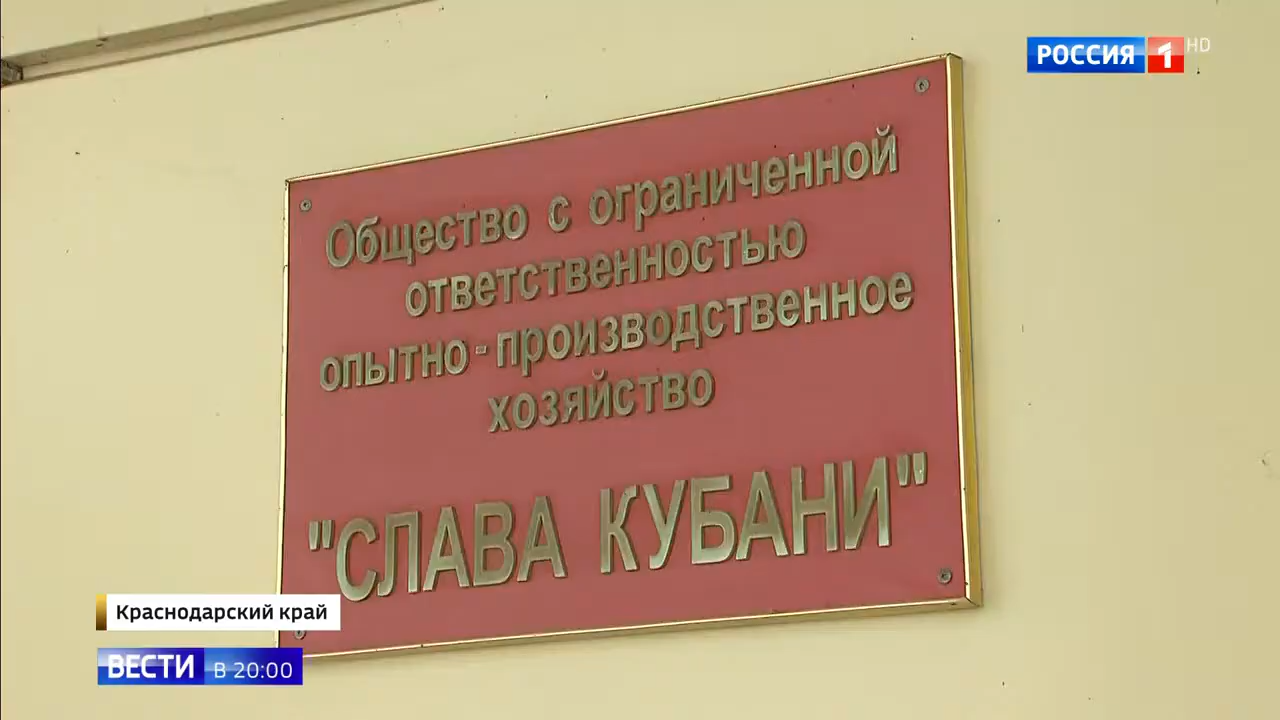 РОССИЯ 1 HD
Общество с ограниченной
ответственностью
опытно-производственное
хозяйство
"СЛАВА КУБАНИ"
Краснодарский край
ВЕСТИ В 20:00